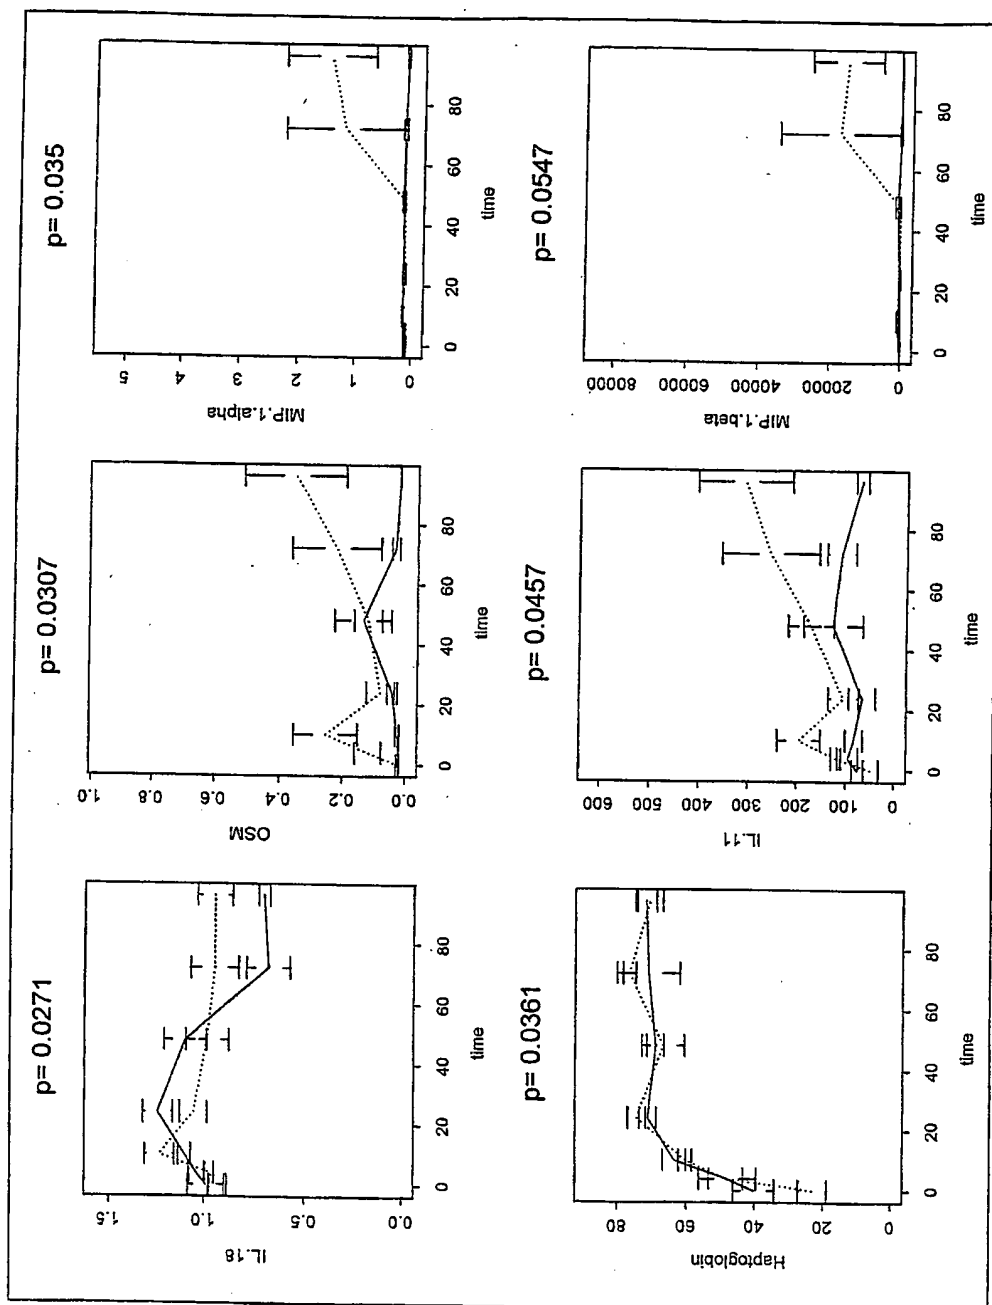 p= 0.0271
IL.18
1.5
1.0
0.5
0.0
0 20 40 60 80
time
p= 0.0307
OSM
1.0
0.8
0.6
0.4
0.2
0.0
0 20 40 60 80
time
p= 0.035
MIP.1.alpha
5
4
3
2
1
0
0 20 40 60 80
time
p= 0.0361
Haptoglobin
80
60
40
20
0
0 20 40 60 80
time
p= 0.0457
IL.11
600
500
400
300
200
100
0
0 20 40 60 80
time
p= 0.0547
MIP.1.beta
80000
60000
40000
20000
0
0 20 40 60 80
time